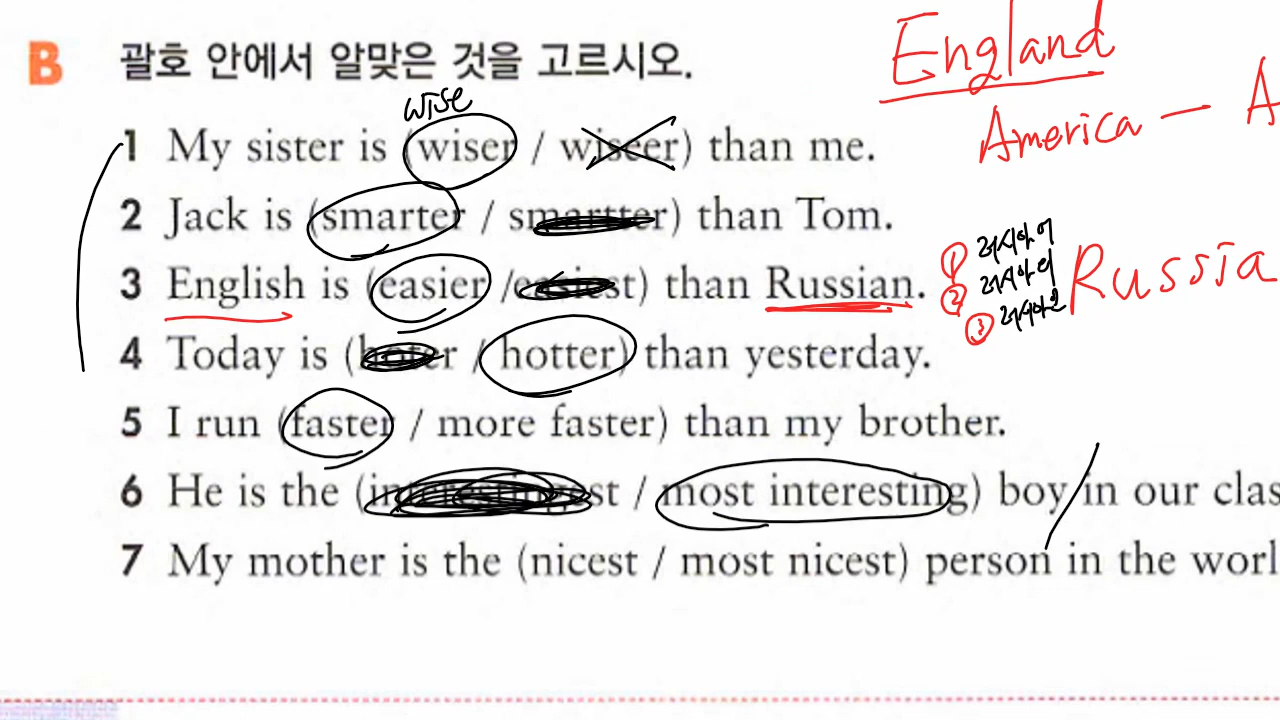 England
America — A
B 괄호 안에서 알맞은 것을 고르시오.
wise
1 My sister is (wiser / wiseer) than me.
2 Jack is (smarter / smartter) than Tom.
① 러시아어
3 English is (easier / easiest) than Russian.
② 러시아의
Russia
③ 러시아인
4 Today is (hoter / hotter) than yesterday.
5 I run (faster / more faster) than my brother.
6 He is the (interestingest / most interesting) boy in our clas
7 My mother is the (nicest / most nicest) person in the worl